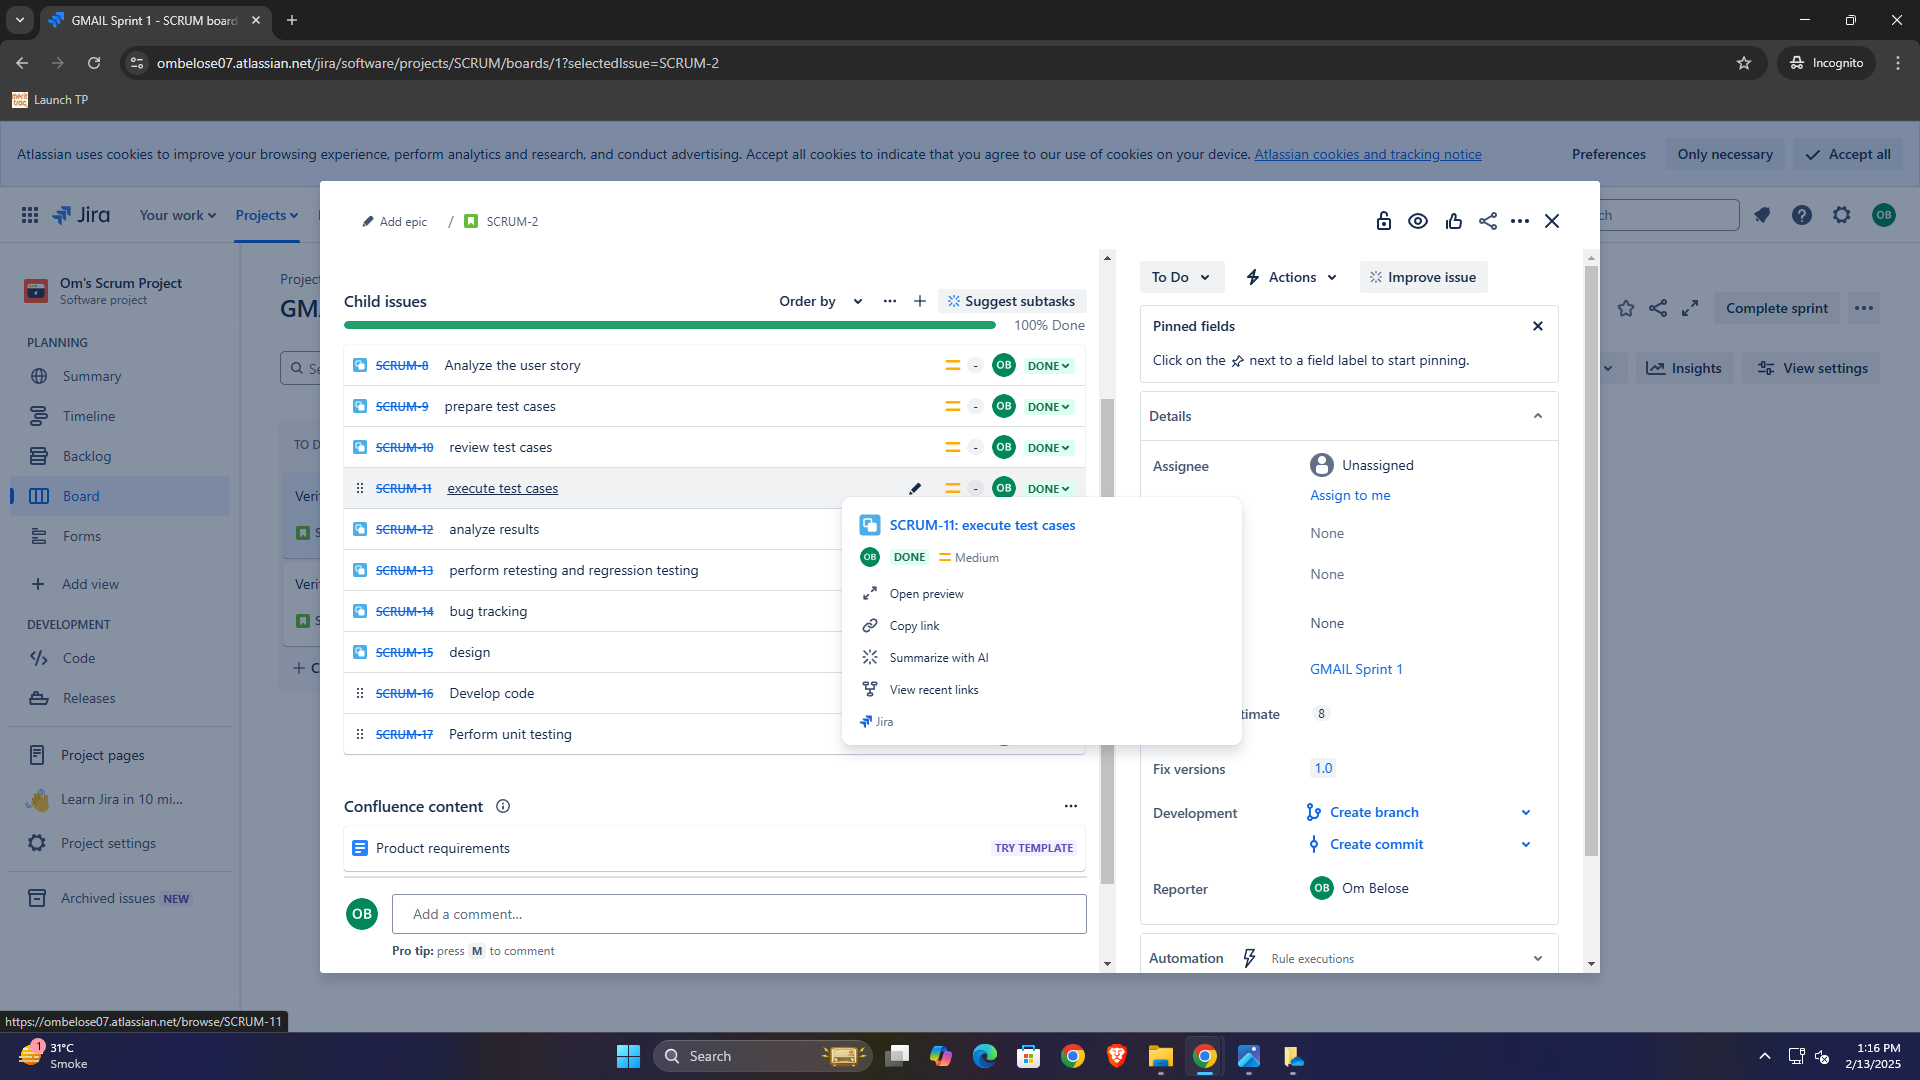 GMAIL Sprint 1 - SCRUM board
ombelose07.atlassian.net/jira/software/projects/SCRUM/boards/1?selectedIssue=SCRUM-2
Incognito
Launch TP
Atlassian uses cookies to improve your browsing experience, perform analytics and research, and conduct advertising. Accept all cookies to indicate that you agree to our use of cookies on your device. Atlassian cookies and tracking notice
Preferences
Only necessary
Accept all
Jira
Your work
Projects
ch
OB
Add epic / SCRUM-2
Om's Scrum Project
Software project
PLANNING
Summary
Timeline
Backlog
Board
Forms
Add view
DEVELOPMENT
Code
Releases
Project pages
Learn Jira in 10 mi...
Project settings
Archived issues NEW
Projec
GM
Se
TO D
Veri
S
Veri
S
C
Complete sprint
Insights
View settings
Child issues
Order by
Suggest subtasks
100% Done
SCRUM-8 Analyze the user story - OB DONE
SCRUM-9 prepare test cases - OB DONE
SCRUM-10 review test cases - OB DONE
SCRUM-11 execute test cases - OB DONE
SCRUM-12 analyze results
SCRUM-13 perform retesting and regression testing
SCRUM-14 bug tracking
SCRUM-15 design
SCRUM-16 Develop code
SCRUM-17 Perform unit testing
SCRUM-11: execute test cases
OB DONE Medium
Open preview
Copy link
Summarize with AI
View recent links
Jira
Confluence content
Product requirements
TRY TEMPLATE
OB
Add a comment...
Pro tip: press M to comment
To Do
Actions
Improve issue
Pinned fields
Click on the next to a field label to start pinning.
Details
Assignee
Unassigned
Assign to me
None
None
None
GMAIL Sprint 1
timate
8
Fix versions
1.0
Development
Create branch
Create commit
Reporter
OB Om Belose
Automation
Rule executions
https://ombelose07.atlassian.net/browse/SCRUM-11
1
31°C
Smoke
Search
1:16 PM
2/13/2025